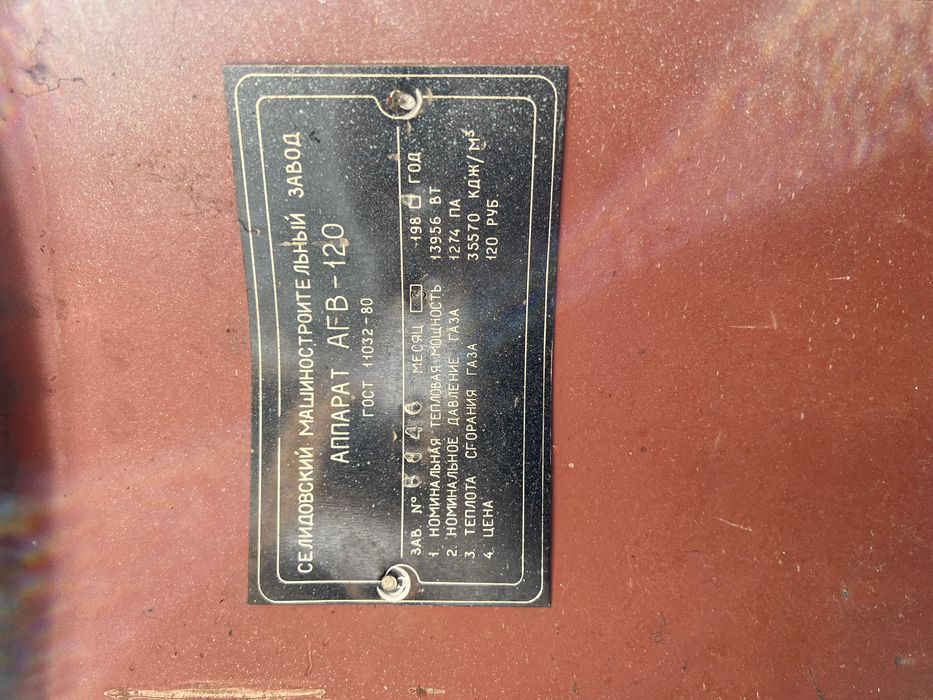 СЕЛИДОВСКИЙ МАШИНОСТРОИТЕЛЬНЫЙ ЗАВОД
АППАРАТ АГВ-120
ГОСТ 11032-80
ЗАВ. № МЕСЯЦ 198 ГОД
1. НОМИНАЛЬНАЯ ТЕПЛОВАЯ МОЩНОСТЬ 13956 ВТ
2. НОМИНАЛЬНОЕ ДАВЛЕНИЕ ГАЗА 1274 ПА
3. ТЕПЛОТА СГОРАНИЯ ГАЗА 35570 КДЖ/М³
4. ЦЕНА 120 РУБ.